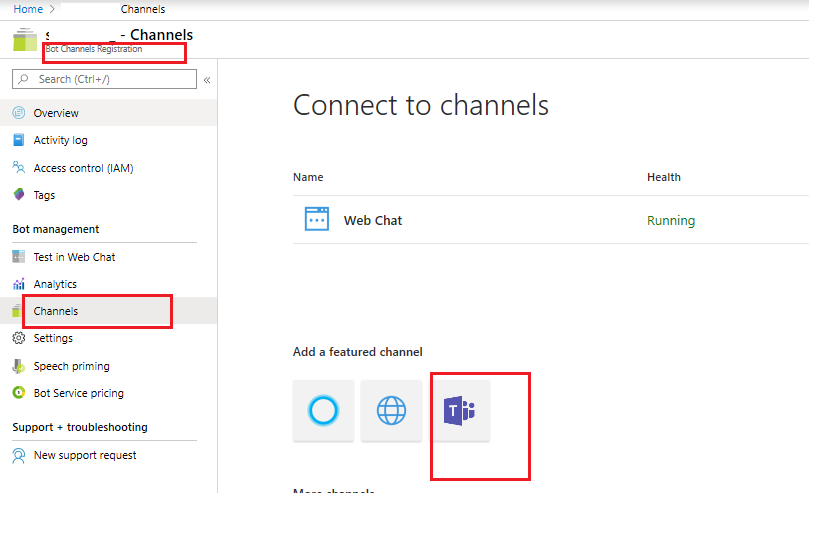 Home > Channels
- Channels
Bot Channels Registration
Search (Ctrl+/)
«
Overview
Activity log
Access control (IAM)
Tags
Bot management
Test in Web Chat
Analytics
Channels
Settings
Speech priming
Bot Service pricing
Support + troubleshooting
New support request
Connect to channels
Name Health
Web Chat Running
Add a featured channel
T
More channels